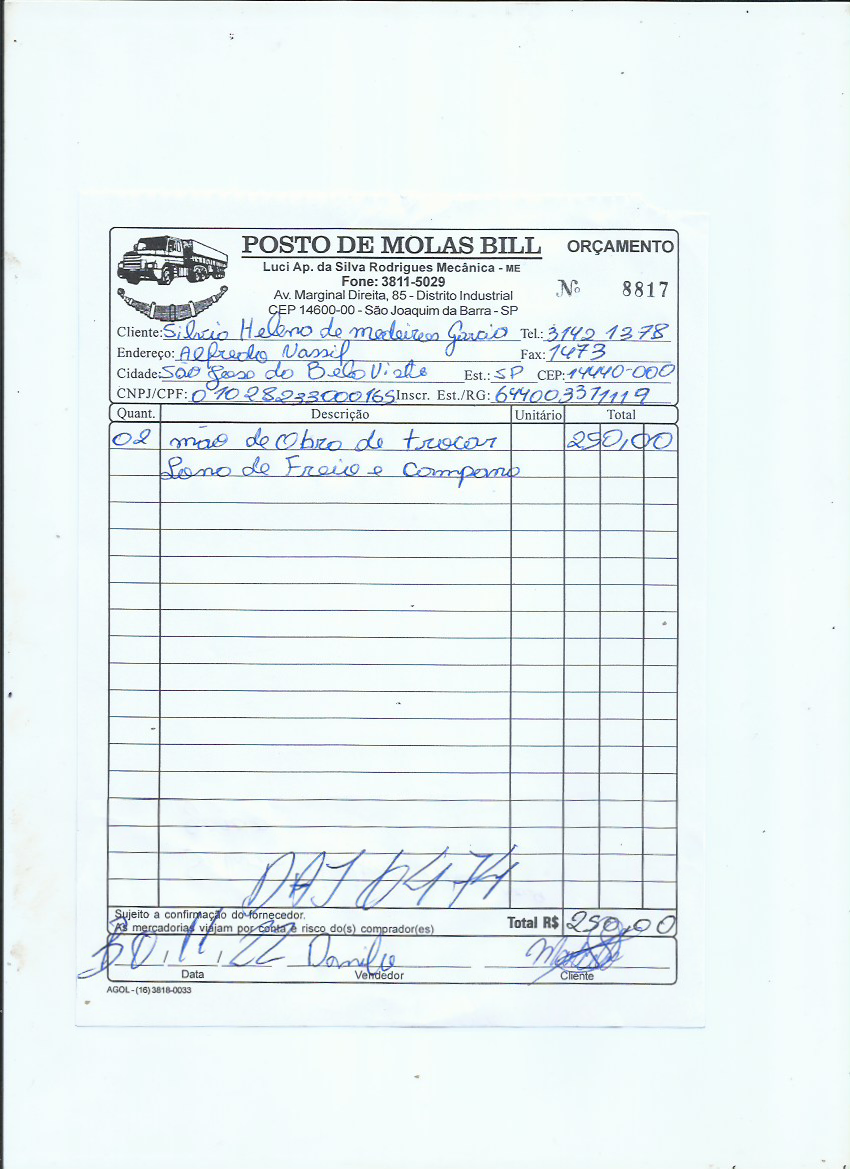 POSTO DE MOLAS BILL ORÇAMENTO
Luci Ap. da Silva Rodrigues Mecânica - ME
Fone: 3811-5029
Av. Marginal Direita, 85 - Distrito Industrial
CEP 14600-00 - São Joaquim da Barra - SP
Nº 8817
Cliente: Silvio Heleno de medeiros Garcia Tel.: 3142 1378
Endereço: Alfredo Nassif Fax: 1473
Cidade: São Jose do Bela Vista Est.: SP CEP: 14440-000
CNPJ/CPF: 01028233000165 Inscr. Est./RG: 644003371119
Quant. Descrição Unitário Total
02 mão de Obra de trocar 250,00
Lona de Freio e Campana
DAJ 6474
Sujeito a confirmação do fornecedor.
As mercadorias viajam por conta e risco do(s) comprador(es)
Total R$ 250,00
30, 11, 22 Danilo
Data Vendedor Cliente
AGOL - (16) 3818-0033